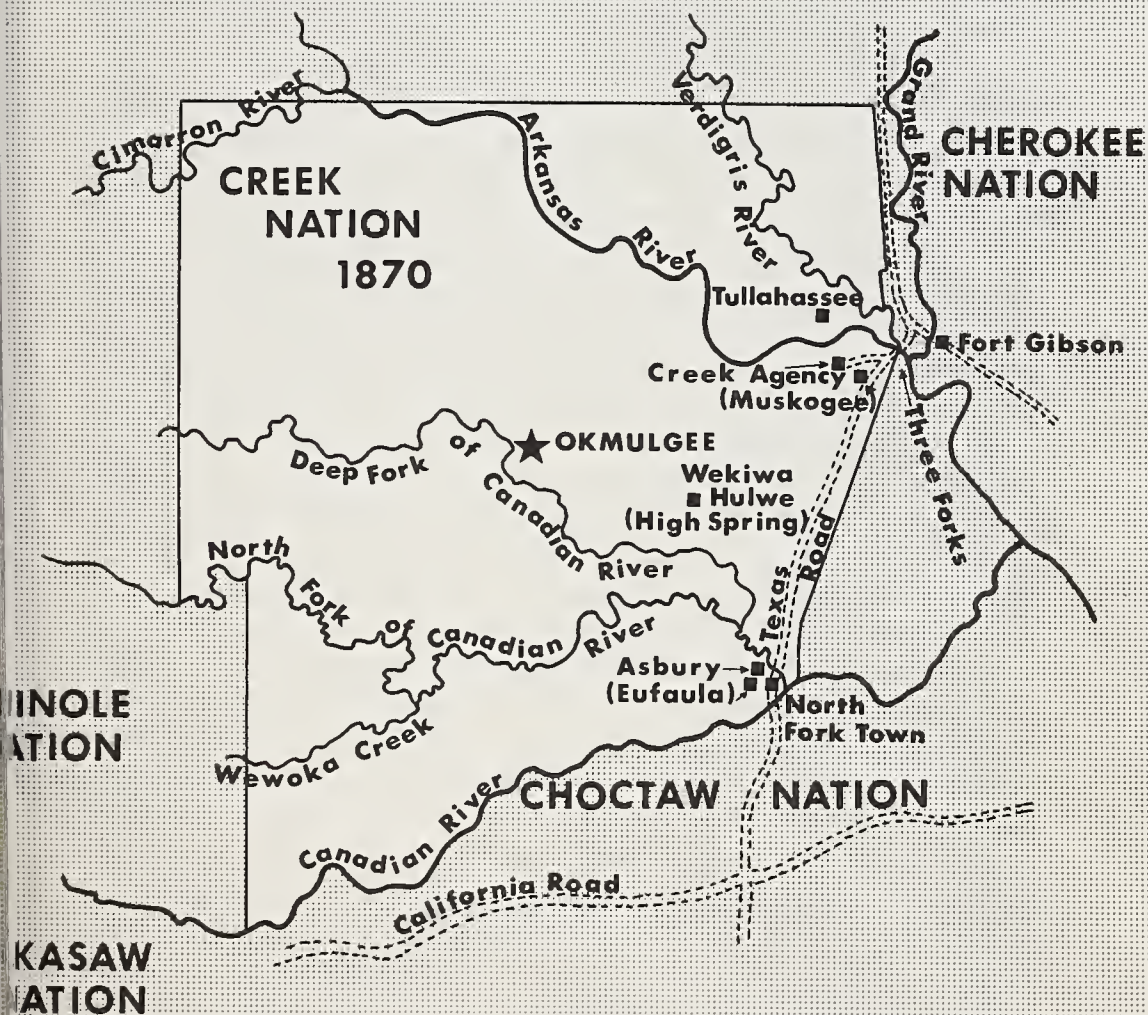 Cimarron River
Arkansas River
Verdigris River
Grand River
CHEROKEE
NATION
CREEK
NATION
1870
Tullahassee
Fort Gibson
Creek Agency
(Muskogee)
Three Forks
OKMULGEE
Deep Fork of Canadian River
Wekiwa
Hulwe
(High Spring)
Texas Road
North Fork of Canadian River
Asbury
(Eufaula)
North
Fork Town
INOLE
ATION
Wewoka Creek
CHOCTAW NATION
Canadian River
California Road
KASAW
ATION